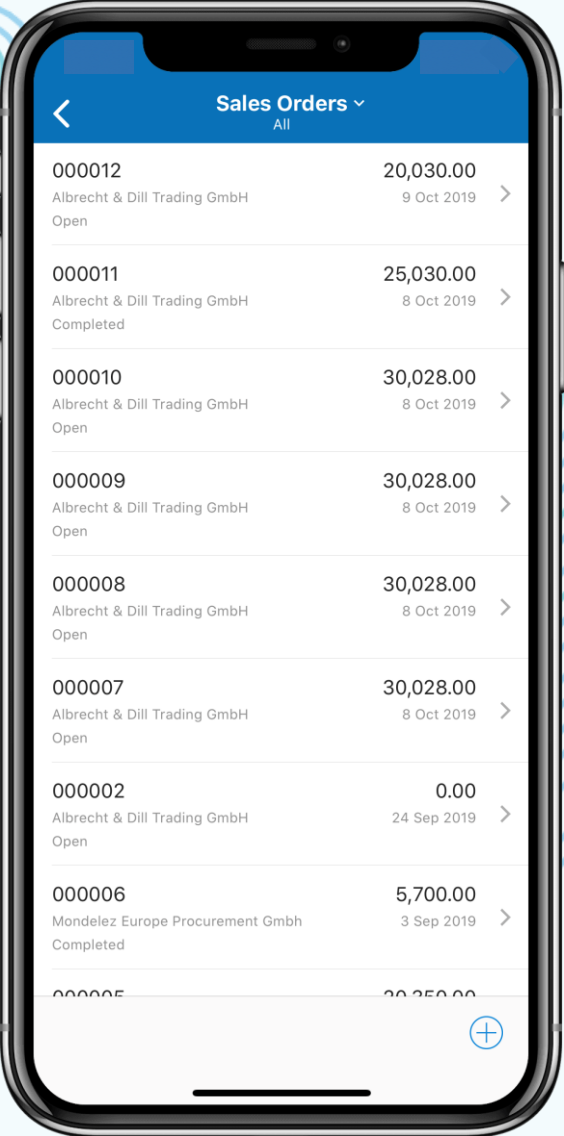 Sales Orders
All
000012 20,030.00
Albrecht & Dill Trading GmbH 9 Oct 2019
Open
000011 25,030.00
Albrecht & Dill Trading GmbH 8 Oct 2019
Completed
000010 30,028.00
Albrecht & Dill Trading GmbH 8 Oct 2019
Open
000009 30,028.00
Albrecht & Dill Trading GmbH 8 Oct 2019
Open
000008 30,028.00
Albrecht & Dill Trading GmbH 8 Oct 2019
Open
000007 30,028.00
Albrecht & Dill Trading GmbH 8 Oct 2019
Open
000002 0.00
Albrecht & Dill Trading GmbH 24 Sep 2019
Open
000006 5,700.00
Mondelez Europe Procurement Gmbh 3 Sep 2019
Completed